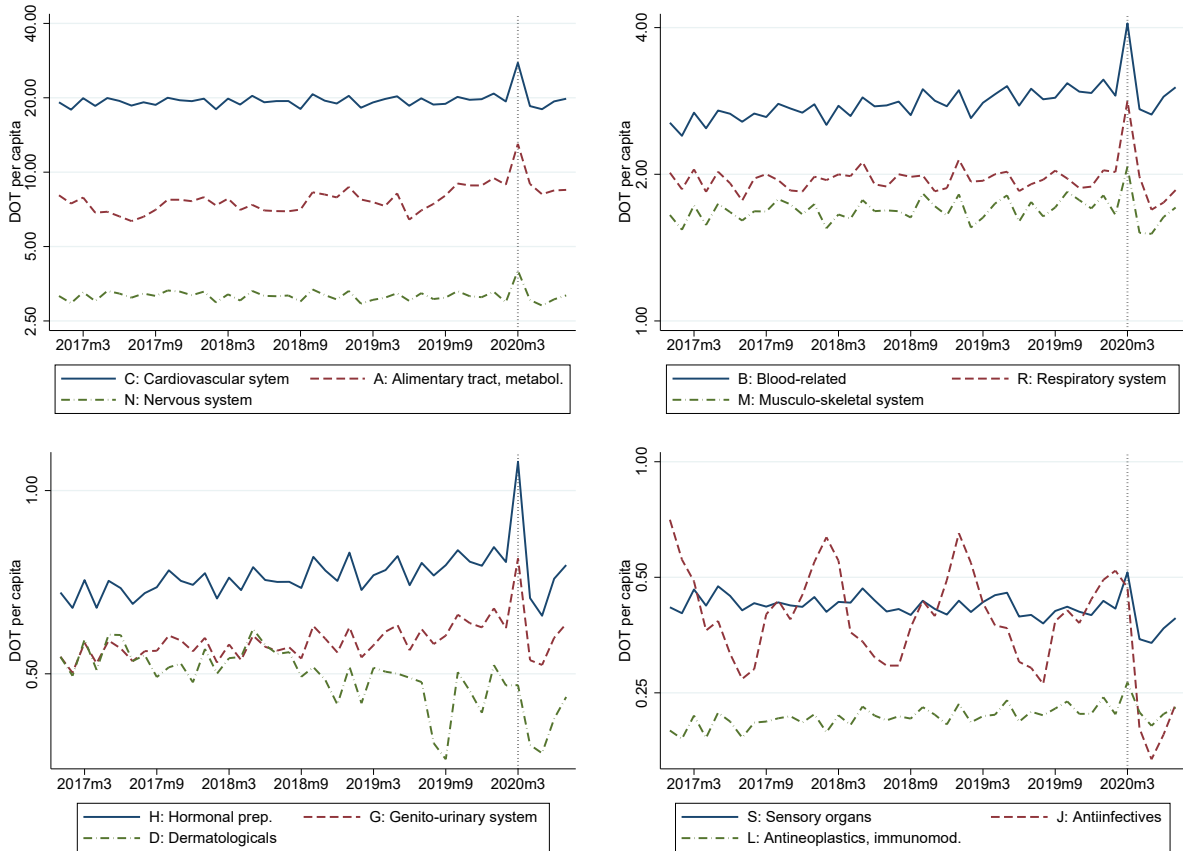 DOT per capita
40.00
20.00
10.00
5.00
2.50
2017m3 2017m9 2018m3 2018m9 2019m3 2019m9 2020m3
C: Cardiovascular sytem A: Alimentary tract, metabol.
N: Nervous system
DOT per capita
4.00
2.00
1.00
2017m3 2017m9 2018m3 2018m9 2019m3 2019m9 2020m3
B: Blood-related R: Respiratory system
M: Musculo-skeletal system
DOT per capita
1.00
0.50
2017m3 2017m9 2018m3 2018m9 2019m3 2019m9 2020m3
H: Hormonal prep. G: Genito-urinary system
D: Dermatologicals
DOT per capita
1.00
0.50
0.25
2017m3 2017m9 2018m3 2018m9 2019m3 2019m9 2020m3
S: Sensory organs J: Antiinfectives
L: Antineoplastics, immunomod.